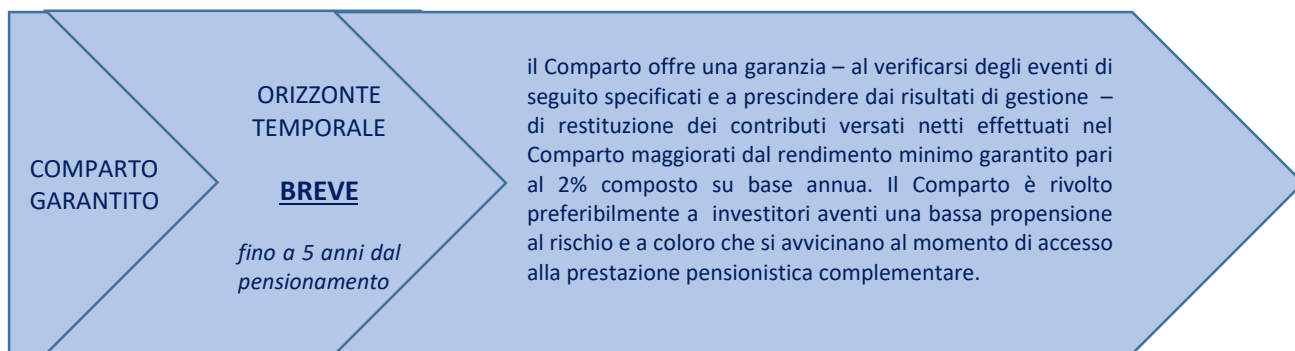 COMPARTO
GARANTITO
ORIZZONTE
TEMPORALE
BREVE
fino a 5 anni dal
pensionamento
il Comparto offre una garanzia – al verificarsi degli eventi di
seguito specificati e a prescindere dai risultati di gestione –
di restituzione dei contributi versati netti effettuati nel
Comparto maggiorati dal rendimento minimo garantito pari
al 2% composto su base annua. Il Comparto è rivolto
preferibilmente a investitori aventi una bassa propensione
al rischio e a coloro che si avvicinano al momento di accesso
alla prestazione pensionistica complementare.